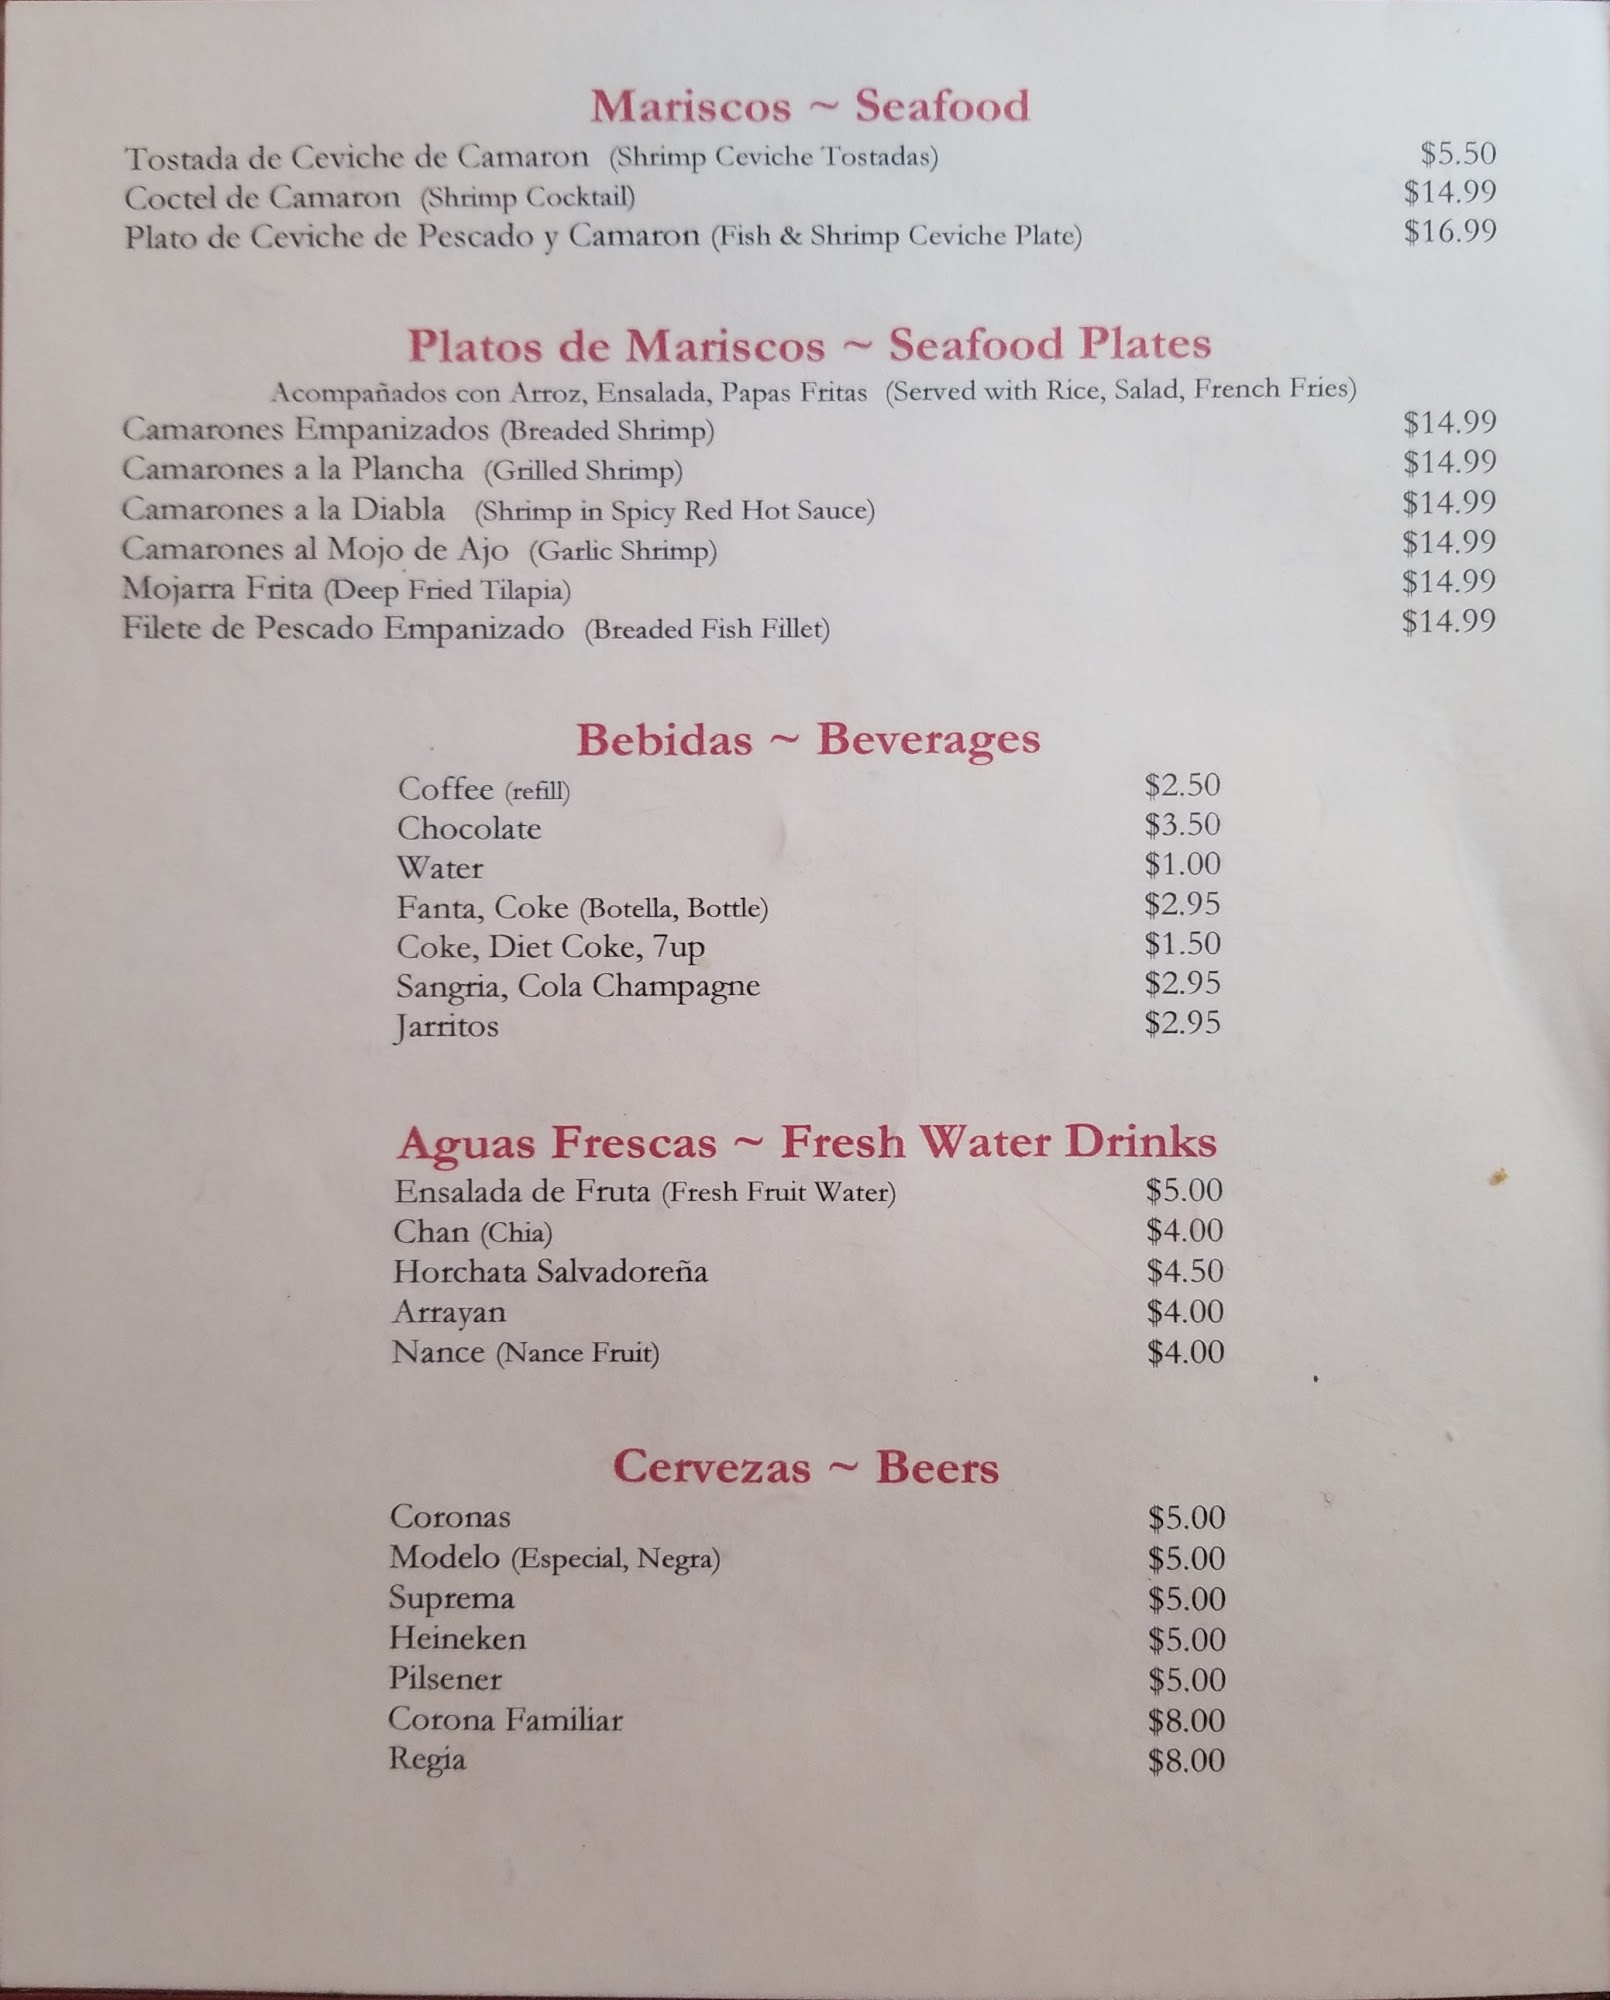 Mariscos ~ Seafood
Tostada de Ceviche de Camaron (Shrimp Ceviche Tostadas) $5.50
Coctel de Camaron (Shrimp Cocktail) $14.99
Plato de Ceviche de Pescado y Camaron (Fish & Shrimp Ceviche Plate) $16.99
Platos de Mariscos ~ Seafood Plates
Acompañados con Arroz, Ensalada, Papas Fritas (Served with Rice, Salad, French Fries)
Camarones Empanizados (Breaded Shrimp) $14.99
Camarones a la Plancha (Grilled Shrimp) $14.99
Camarones a la Diabla (Shrimp in Spicy Red Hot Sauce) $14.99
Camarones al Mojo de Ajo (Garlic Shrimp) $14.99
Mojarra Frita (Deep Fried Tilapia) $14.99
Filete de Pescado Empanizado (Breaded Fish Fillet) $14.99
Bebidas ~ Beverages
Coffee (refill) $2.50
Chocolate $3.50
Water $1.00
Fanta, Coke (Botella, Bottle) $2.95
Coke, Diet Coke, 7up $1.50
Sangria, Cola Champagne $2.95
Jarritos $2.95
Aguas Frescas ~ Fresh Water Drinks
Ensalada de Fruta (Fresh Fruit Water) $5.00
Chan (Chia) $4.00
Horchata Salvadoreña $4.50
Arrayan $4.00
Nance (Nance Fruit) $4.00
Cervezas ~ Beers
Coronas $5.00
Modelo (Especial, Negra) $5.00
Suprema $5.00
Heineken $5.00
Pilsener $5.00
Corona Familiar $8.00
Regia $8.00